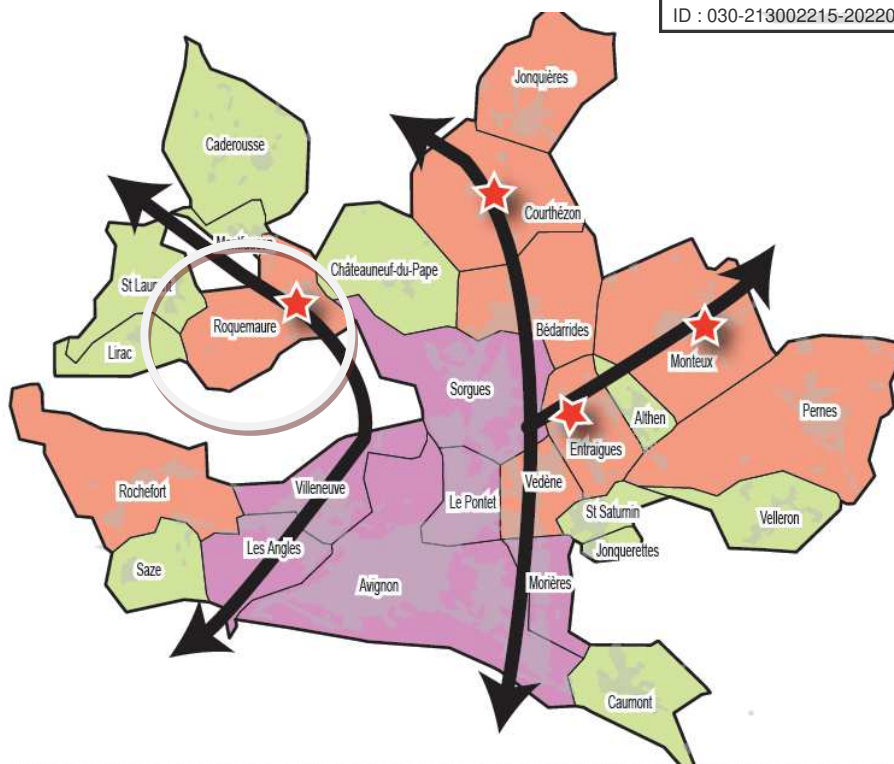 ID : 030-213002215-20220
Jonquières
Caderousse
Courthézon
Châteauneuf-du-Pape
St Laurent
Roquemaure
Bédarrides
Lirac
Monteux
Sorgues
Althen
Pernes
Entraigues
Rochefort
Villeneuve
Le Pontet
Vedène
St Saturnin
Velleron
Les Angles
Jonquerettes
Saze
Avignon
Morières
Caumont